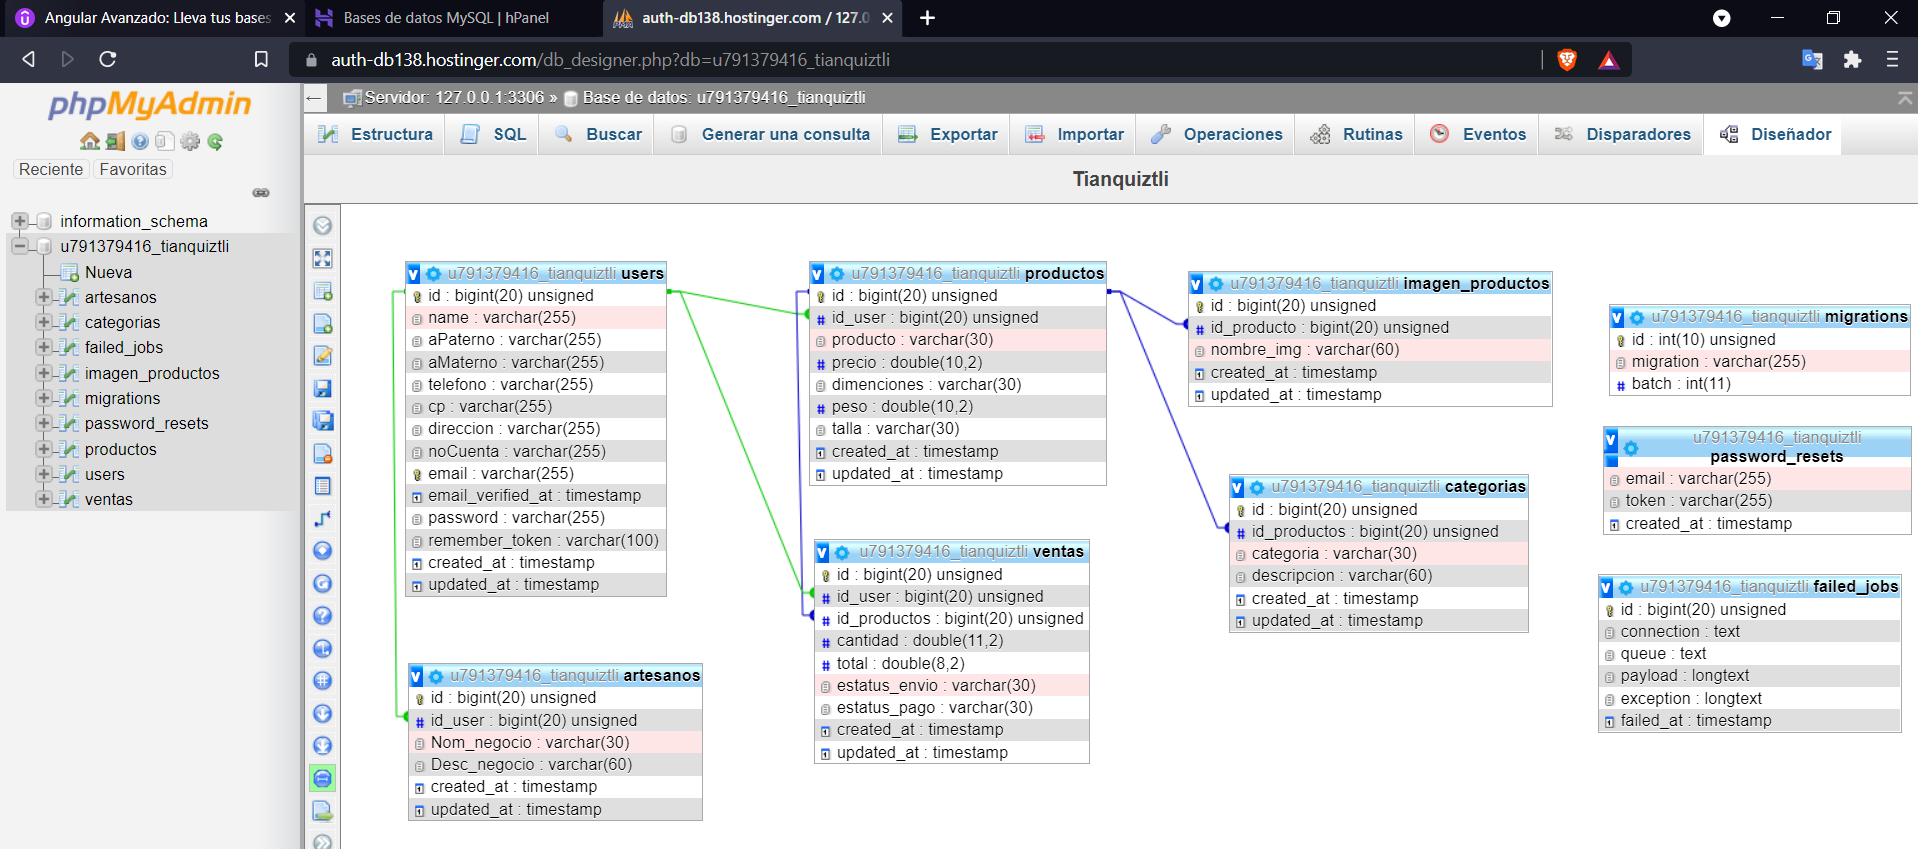 Angular Avanzado: Lleva tus bases
Bases de datos MySQL | hPanel
auth-db138.hostinger.com / 127.0
auth-db138.hostinger.com/db_designer.php?db=u791379416_tianquiztli
phpMyAdmin
Reciente Favoritas
information_schema
u791379416_tianquiztli
Nueva
artesanos
categorias
failed_jobs
imagen_productos
migrations
password_resets
productos
users
ventas
Servidor: 127.0.0.1:3306 » Base de datos: u791379416_tianquiztli
Estructura SQL Buscar Generar una consulta Exportar Importar Operaciones Rutinas Eventos Disparadores Diseñador
Tianquiztli
u791379416_tianquiztli users
id : bigint(20) unsigned
name : varchar(255)
aPaterno : varchar(255)
aMaterno : varchar(255)
telefono : varchar(255)
cp : varchar(255)
direccion : varchar(255)
noCuenta : varchar(255)
email : varchar(255)
email_verified_at : timestamp
password : varchar(255)
remember_token : varchar(100)
created_at : timestamp
updated_at : timestamp
u791379416_tianquiztli artesanos
id : bigint(20) unsigned
id_user : bigint(20) unsigned
Nom_negocio : varchar(30)
Desc_negocio : varchar(60)
created_at : timestamp
updated_at : timestamp
u791379416_tianquiztli productos
id : bigint(20) unsigned
id_user : bigint(20) unsigned
producto : varchar(30)
precio : double(10,2)
dimenciones : varchar(30)
peso : double(10,2)
talla : varchar(30)
created_at : timestamp
updated_at : timestamp
u791379416_tianquiztli ventas
id : bigint(20) unsigned
id_user : bigint(20) unsigned
id_productos : bigint(20) unsigned
cantidad : double(11,2)
total : double(8,2)
estatus_envio : varchar(30)
estatus_pago : varchar(30)
created_at : timestamp
updated_at : timestamp
u791379416_tianquiztli imagen_productos
id : bigint(20) unsigned
id_producto : bigint(20) unsigned
nombre_img : varchar(60)
created_at : timestamp
updated_at : timestamp
u791379416_tianquiztli categorias
id : bigint(20) unsigned
id_productos : bigint(20) unsigned
categoria : varchar(30)
descripcion : varchar(60)
created_at : timestamp
updated_at : timestamp
u791379416_tianquiztli migrations
id : int(10) unsigned
migration : varchar(255)
batch : int(11)
u791379416_tianquiztli
password_resets
email : varchar(255)
token : varchar(255)
created_at : timestamp
u791379416_tianquiztli failed_jobs
id : bigint(20) unsigned
connection : text
queue : text
payload : longtext
exception : longtext
failed_at : timestamp